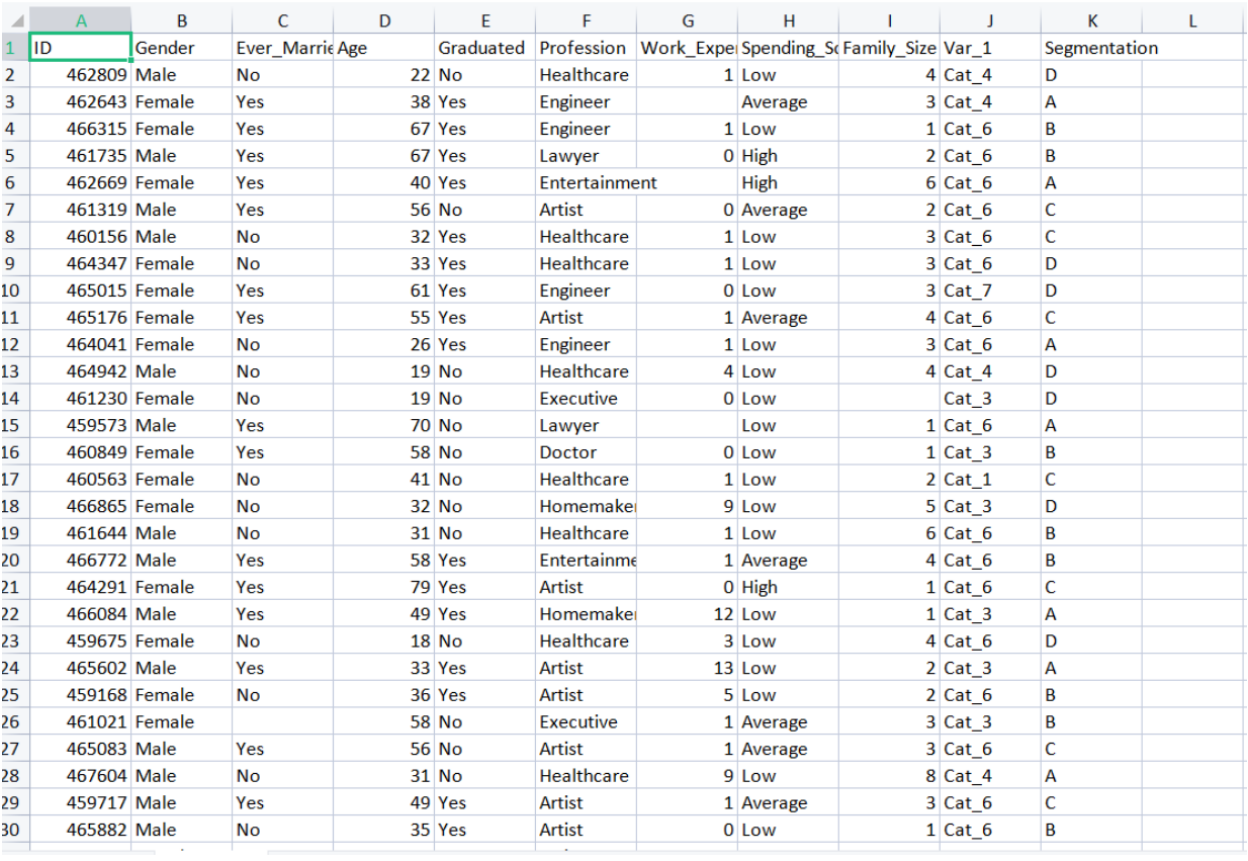 A B C D E F G H I J K L
1 ID Gender Ever_Marrie Age Graduated Profession Work_Exper Spending_Sc Family_Size Var_1 Segmentation
2 462809 Male No 22 No Healthcare 1 Low 4 Cat_4 D
3 462643 Female Yes 38 Yes Engineer Average 3 Cat_4 A
4 466315 Female Yes 67 Yes Engineer 1 Low 1 Cat_6 B
5 461735 Male Yes 67 Yes Lawyer 0 High 2 Cat_6 B
6 462669 Female Yes 40 Yes Entertainment High 6 Cat_6 A
7 461319 Male Yes 56 No Artist 0 Average 2 Cat_6 C
8 460156 Male No 32 Yes Healthcare 1 Low 3 Cat_6 C
9 464347 Female No 33 Yes Healthcare 1 Low 3 Cat_6 D
10 465015 Female Yes 61 Yes Engineer 0 Low 3 Cat_7 D
11 465176 Female Yes 55 Yes Artist 1 Average 4 Cat_6 C
12 464041 Female No 26 Yes Engineer 1 Low 3 Cat_6 A
13 464942 Male No 19 No Healthcare 4 Low 4 Cat_4 D
14 461230 Female No 19 No Executive 0 Low Cat_3 D
15 459573 Male Yes 70 No Lawyer Low 1 Cat_6 A
16 460849 Female Yes 58 No Doctor 0 Low 1 Cat_3 B
17 460563 Female No 41 No Healthcare 1 Low 2 Cat_1 C
18 466865 Female No 32 No Homemaker 9 Low 5 Cat_3 D
19 461644 Male No 31 No Healthcare 1 Low 6 Cat_6 B
20 466772 Male Yes 58 Yes Entertainme 1 Average 4 Cat_6 B
21 464291 Female Yes 79 Yes Artist 0 High 1 Cat_6 C
22 466084 Male Yes 49 Yes Homemaker 12 Low 1 Cat_3 A
23 459675 Female No 18 No Healthcare 3 Low 4 Cat_6 D
24 465602 Male Yes 33 Yes Artist 13 Low 2 Cat_3 A
25 459168 Female No 36 Yes Artist 5 Low 2 Cat_6 B
26 461021 Female 58 No Executive 1 Average 3 Cat_3 B
27 465083 Male Yes 56 No Artist 1 Average 3 Cat_6 C
28 467604 Male No 31 No Healthcare 9 Low 8 Cat_4 A
29 459717 Male Yes 49 Yes Artist 1 Average 3 Cat_6 C
30 465882 Male No 35 Yes Artist 0 Low 1 Cat_6 B